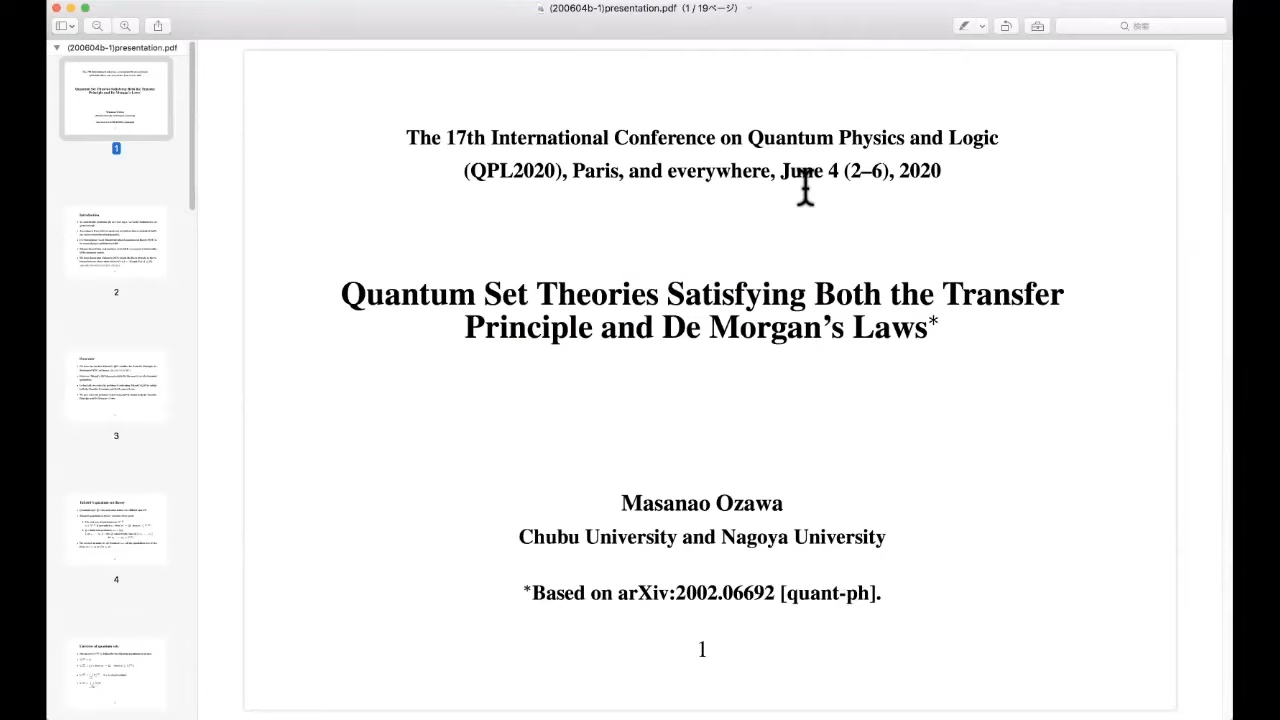 (200604b-1)presentation.pdf (1 / 19ページ)
検索
(200604b-1)presentation.pdf
1
2
3
4
The 17th International Conference on Quantum Physics and Logic
(QPL2020), Paris, and everywhere, June 4 (2–6), 2020
Quantum Set Theories Satisfying Both the Transfer
Principle and De Morgan's Laws*
Masanao Ozawa
Chubu University and Nagoya University
*Based on arXiv:2002.06692 [quant-ph].
1